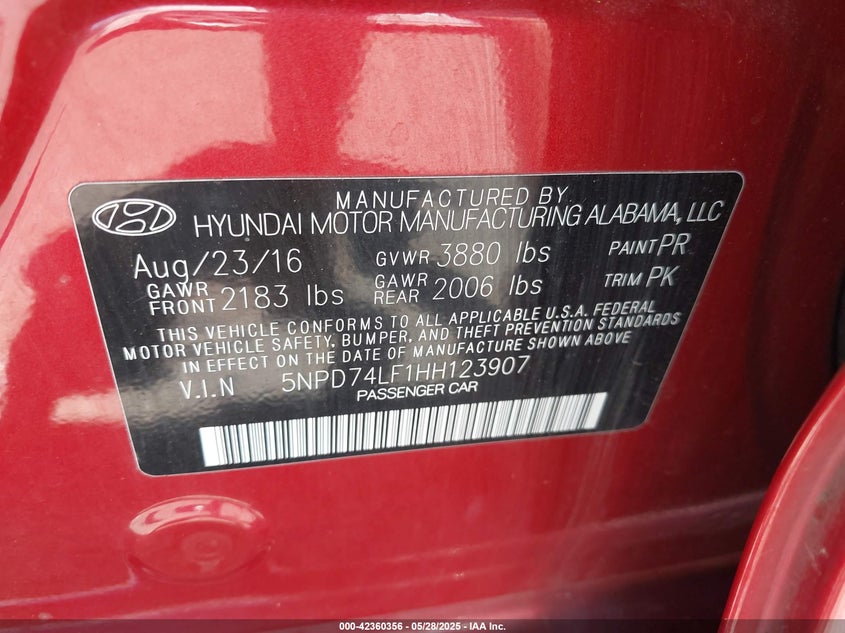 MANUFACTURED BY
HYUNDAI MOTOR MANUFACTURING ALABAMA, LLC
Aug/23/16 GVWR 3880 lbs PAINT PR
GAWR FRONT 2183 lbs GAWR REAR 2006 lbs TRIM PK
THIS VEHICLE CONFORMS TO ALL APPLICABLE U.S.A. FEDERAL
MOTOR VEHICLE SAFETY, BUMPER, AND THEFT PREVENTION STANDARDS
IN EFFECT ON THE DATE OF MANUFACTURE SHOWN ABOVE
V.I.N 5NPD74LF1HH123907
PASSENGER CAR
000-42360356 - 05/28/2025 - IAA Inc.